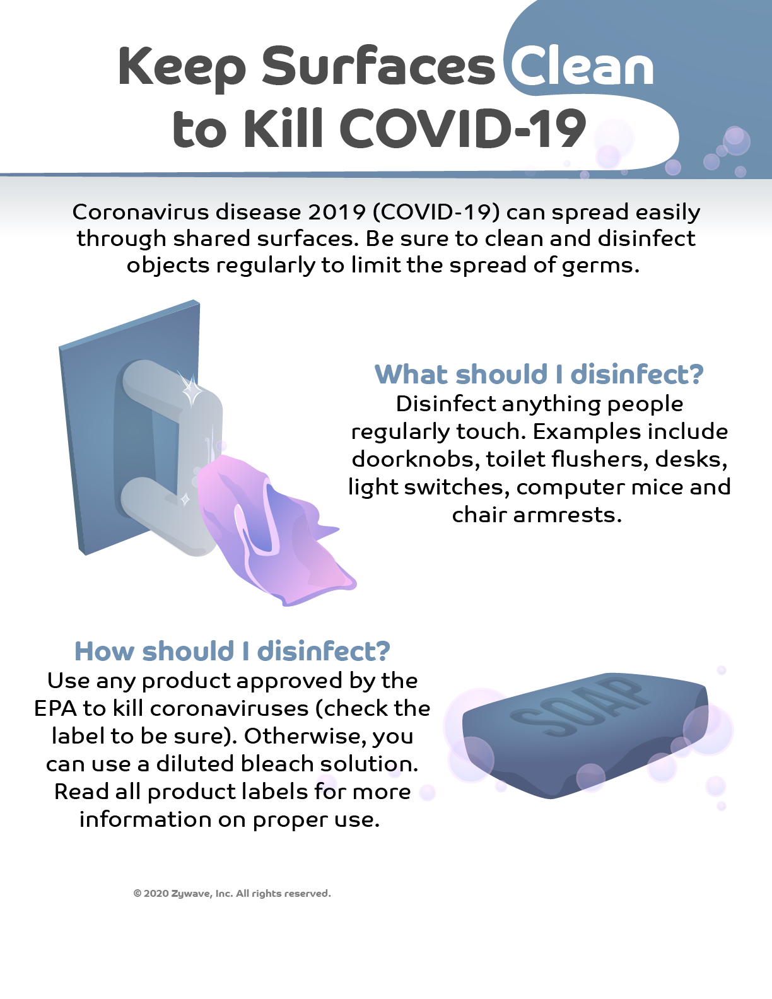 Keep Surfaces Clean
to Kill COVID-19
Coronavirus disease 2019 (COVID-19) can spread easily
through shared surfaces. Be sure to clean and disinfect
objects regularly to limit the spread of germs.
What should I disinfect?
Disinfect anything people
regularly touch. Examples include
doorknobs, toilet flushers, desks,
light switches, computer mice and
chair armrests.
How should I disinfect?
Use any product approved by the
EPA to kill coronaviruses (check the
label to be sure). Otherwise, you
can use a diluted bleach solution.
Read all product labels for more
information on proper use.
SOAP
© 2020 Zywave, Inc. All rights reserved.